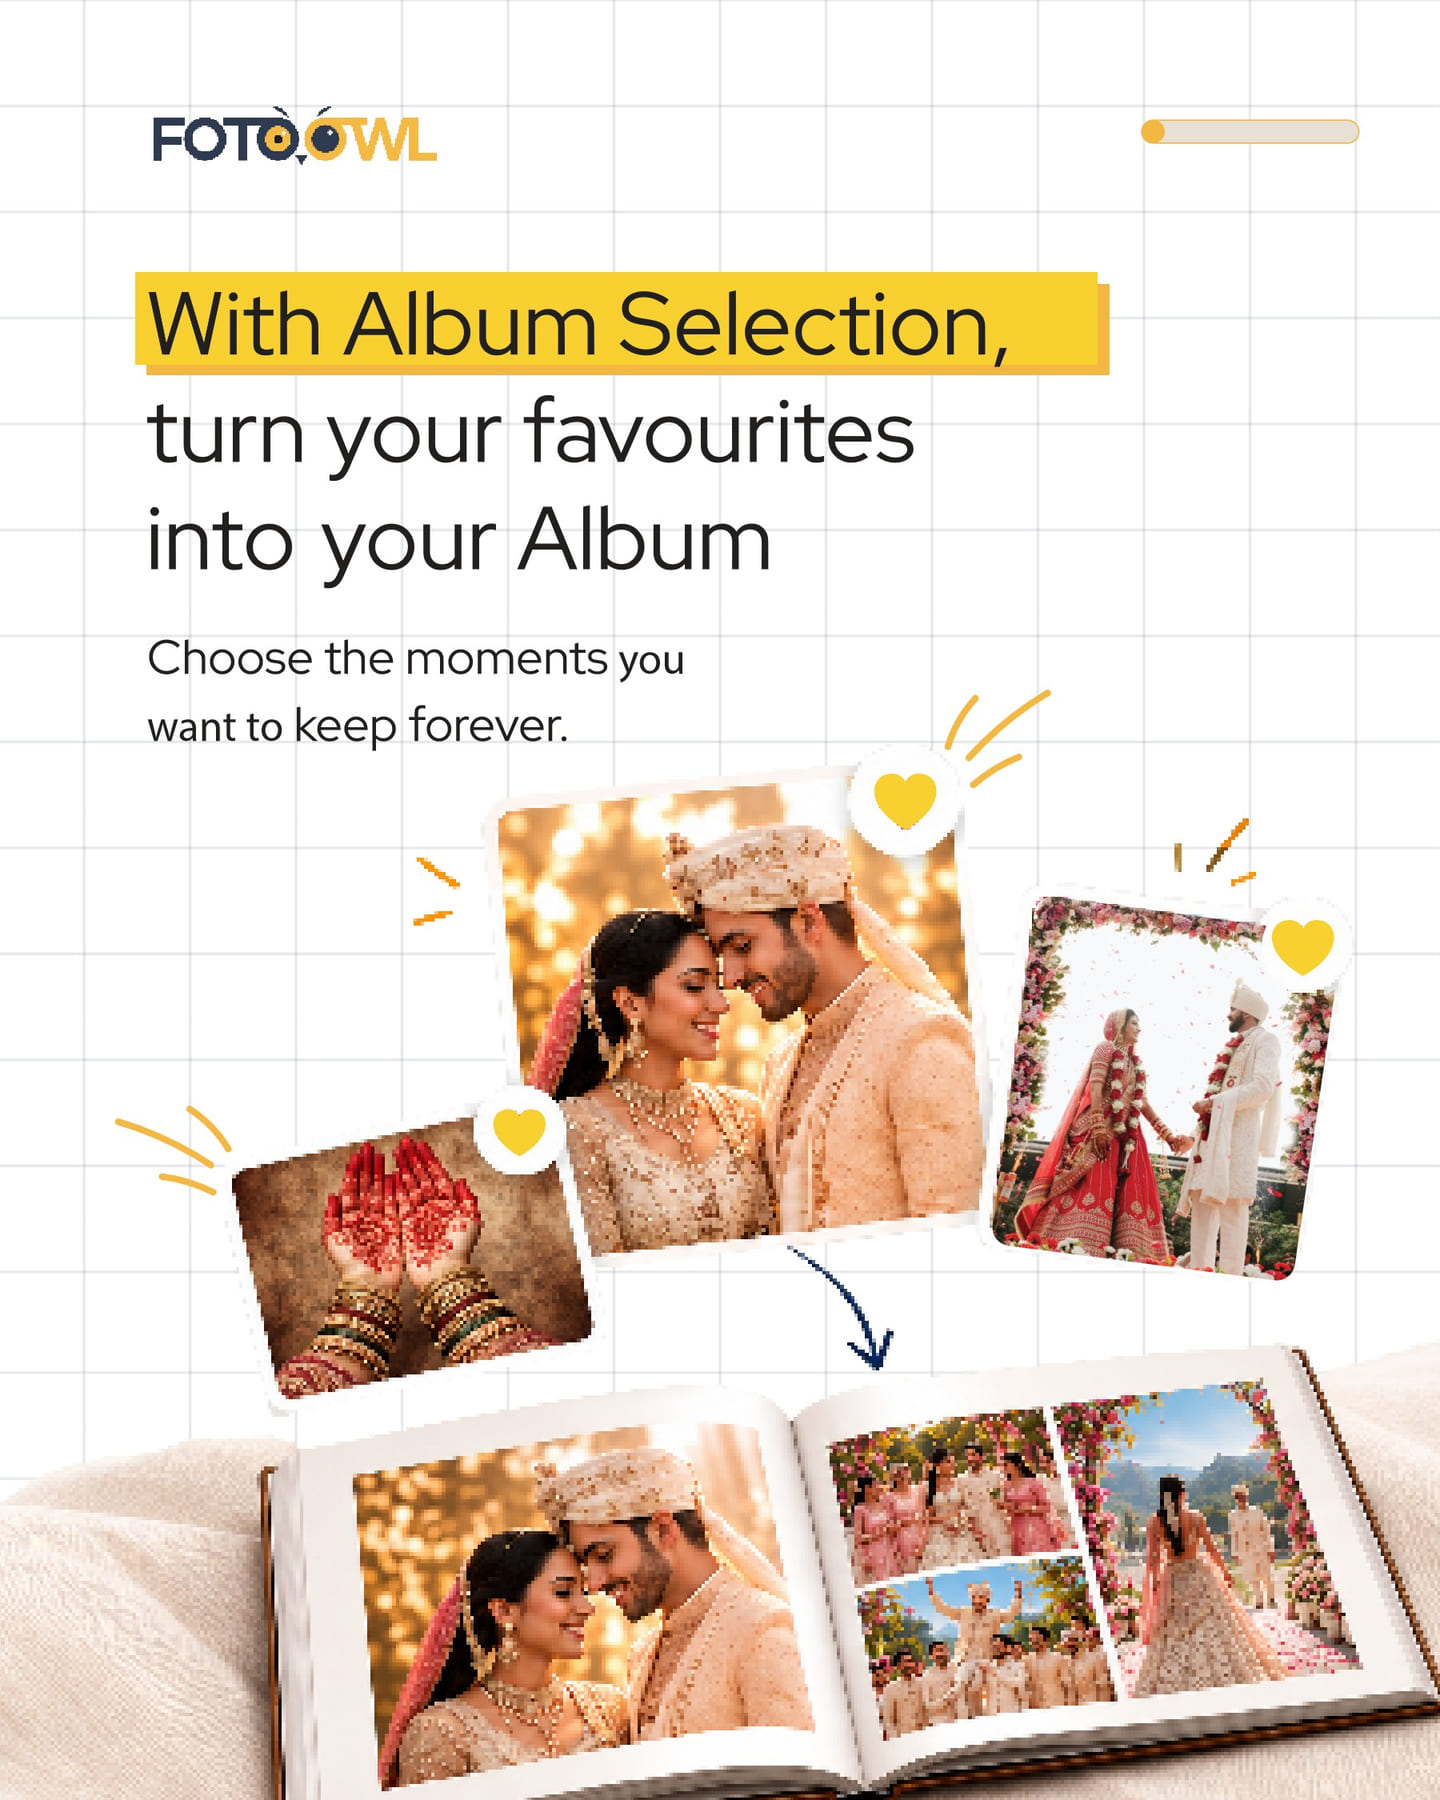 FOTOOWL
With Album Selection,
turn your favourites
into your Album
Choose the moments you
want to keep forever.